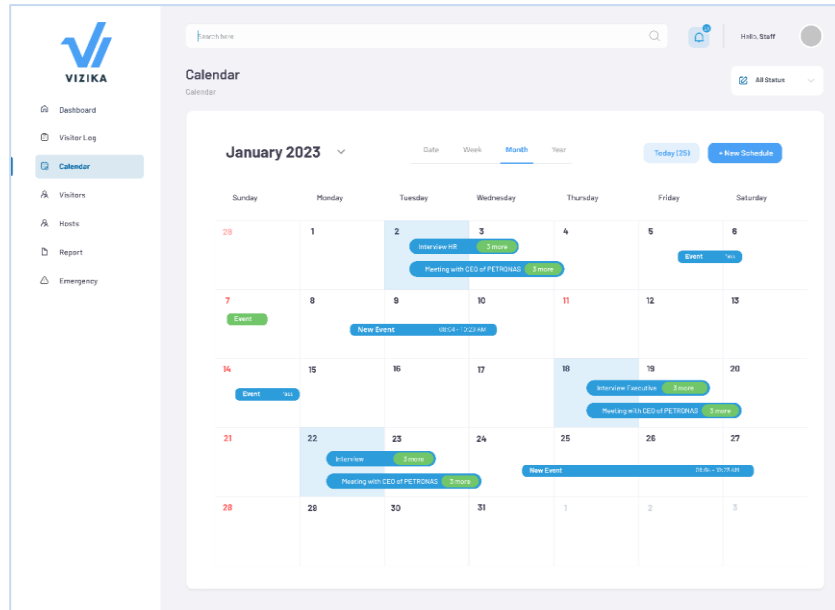 VIZIKA
Search here
Hello, Staff
Calendar
Calendar
All Status
Dashboard
Visitor Log
Calendar
Visitors
Hosts
Report
Emergency
January 2023
Date Week Month Year
Today (25)
+ New Schedule
Sunday Monday Tuesday Wednesday Thursday Friday Saturday
28 1 2 3 4 5 6
Interview HR 3 more
Event
Meeting with CEO of PETRONAS 3 more
7 8 9 10 11 12 13
Event
New Event 08:04 - 10:23 AM
14 15 16 17 18 19 20
Interview Executive 3 more
Event
Meeting with CEO of PETRONAS 3 more
21 22 23 24 25 26 27
Interview 3 more
New Event 08:04 - 10:23 AM
Meeting with CEO of PETRONAS 3 more
28 29 30 31 1 2 3